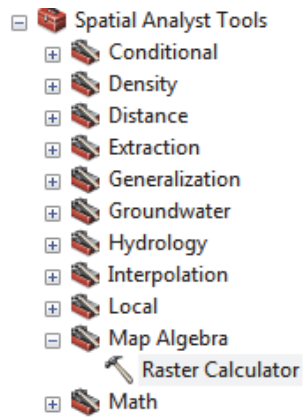 Spatial Analyst Tools
Conditional
Density
Distance
Extraction
Generalization
Groundwater
Hydrology
Interpolation
Local
Map Algebra
Raster Calculator
Math